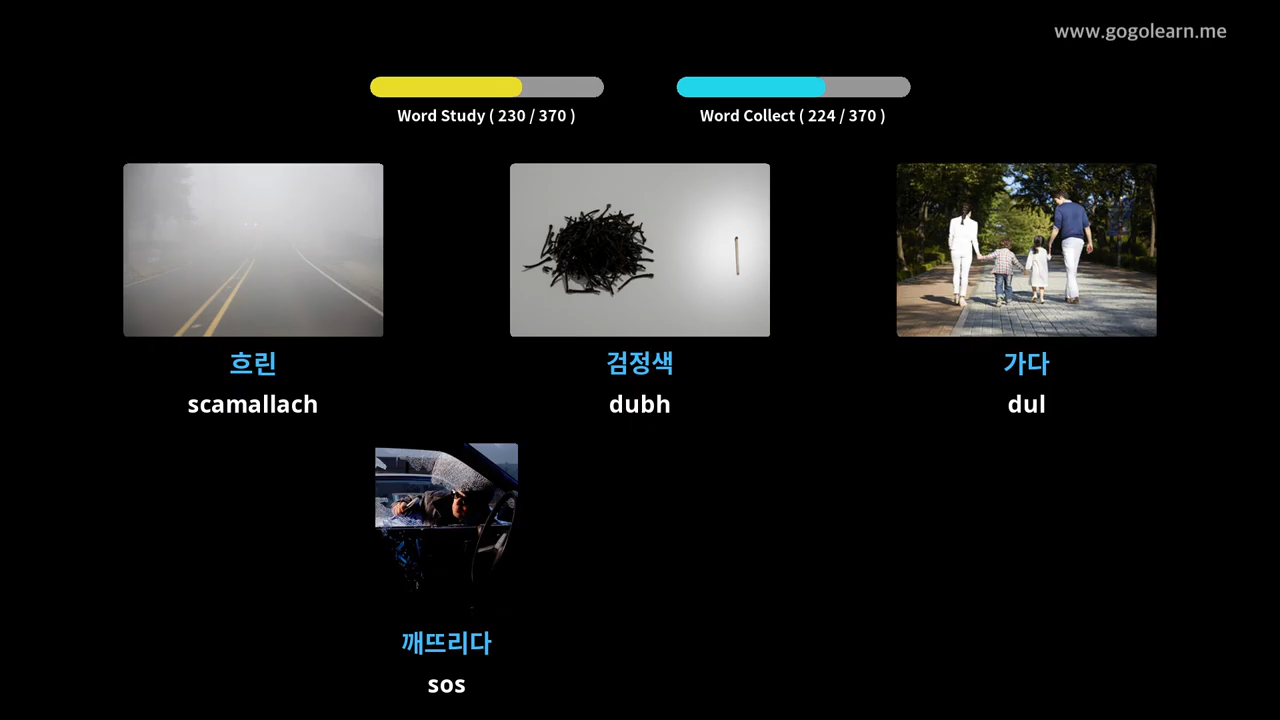 www.gogolearn.me
Word Study ( 230 / 370 )
Word Collect ( 224 / 370 )
흐린
검정색
가다
scamallach
dubh
dul
깨뜨리다
sos